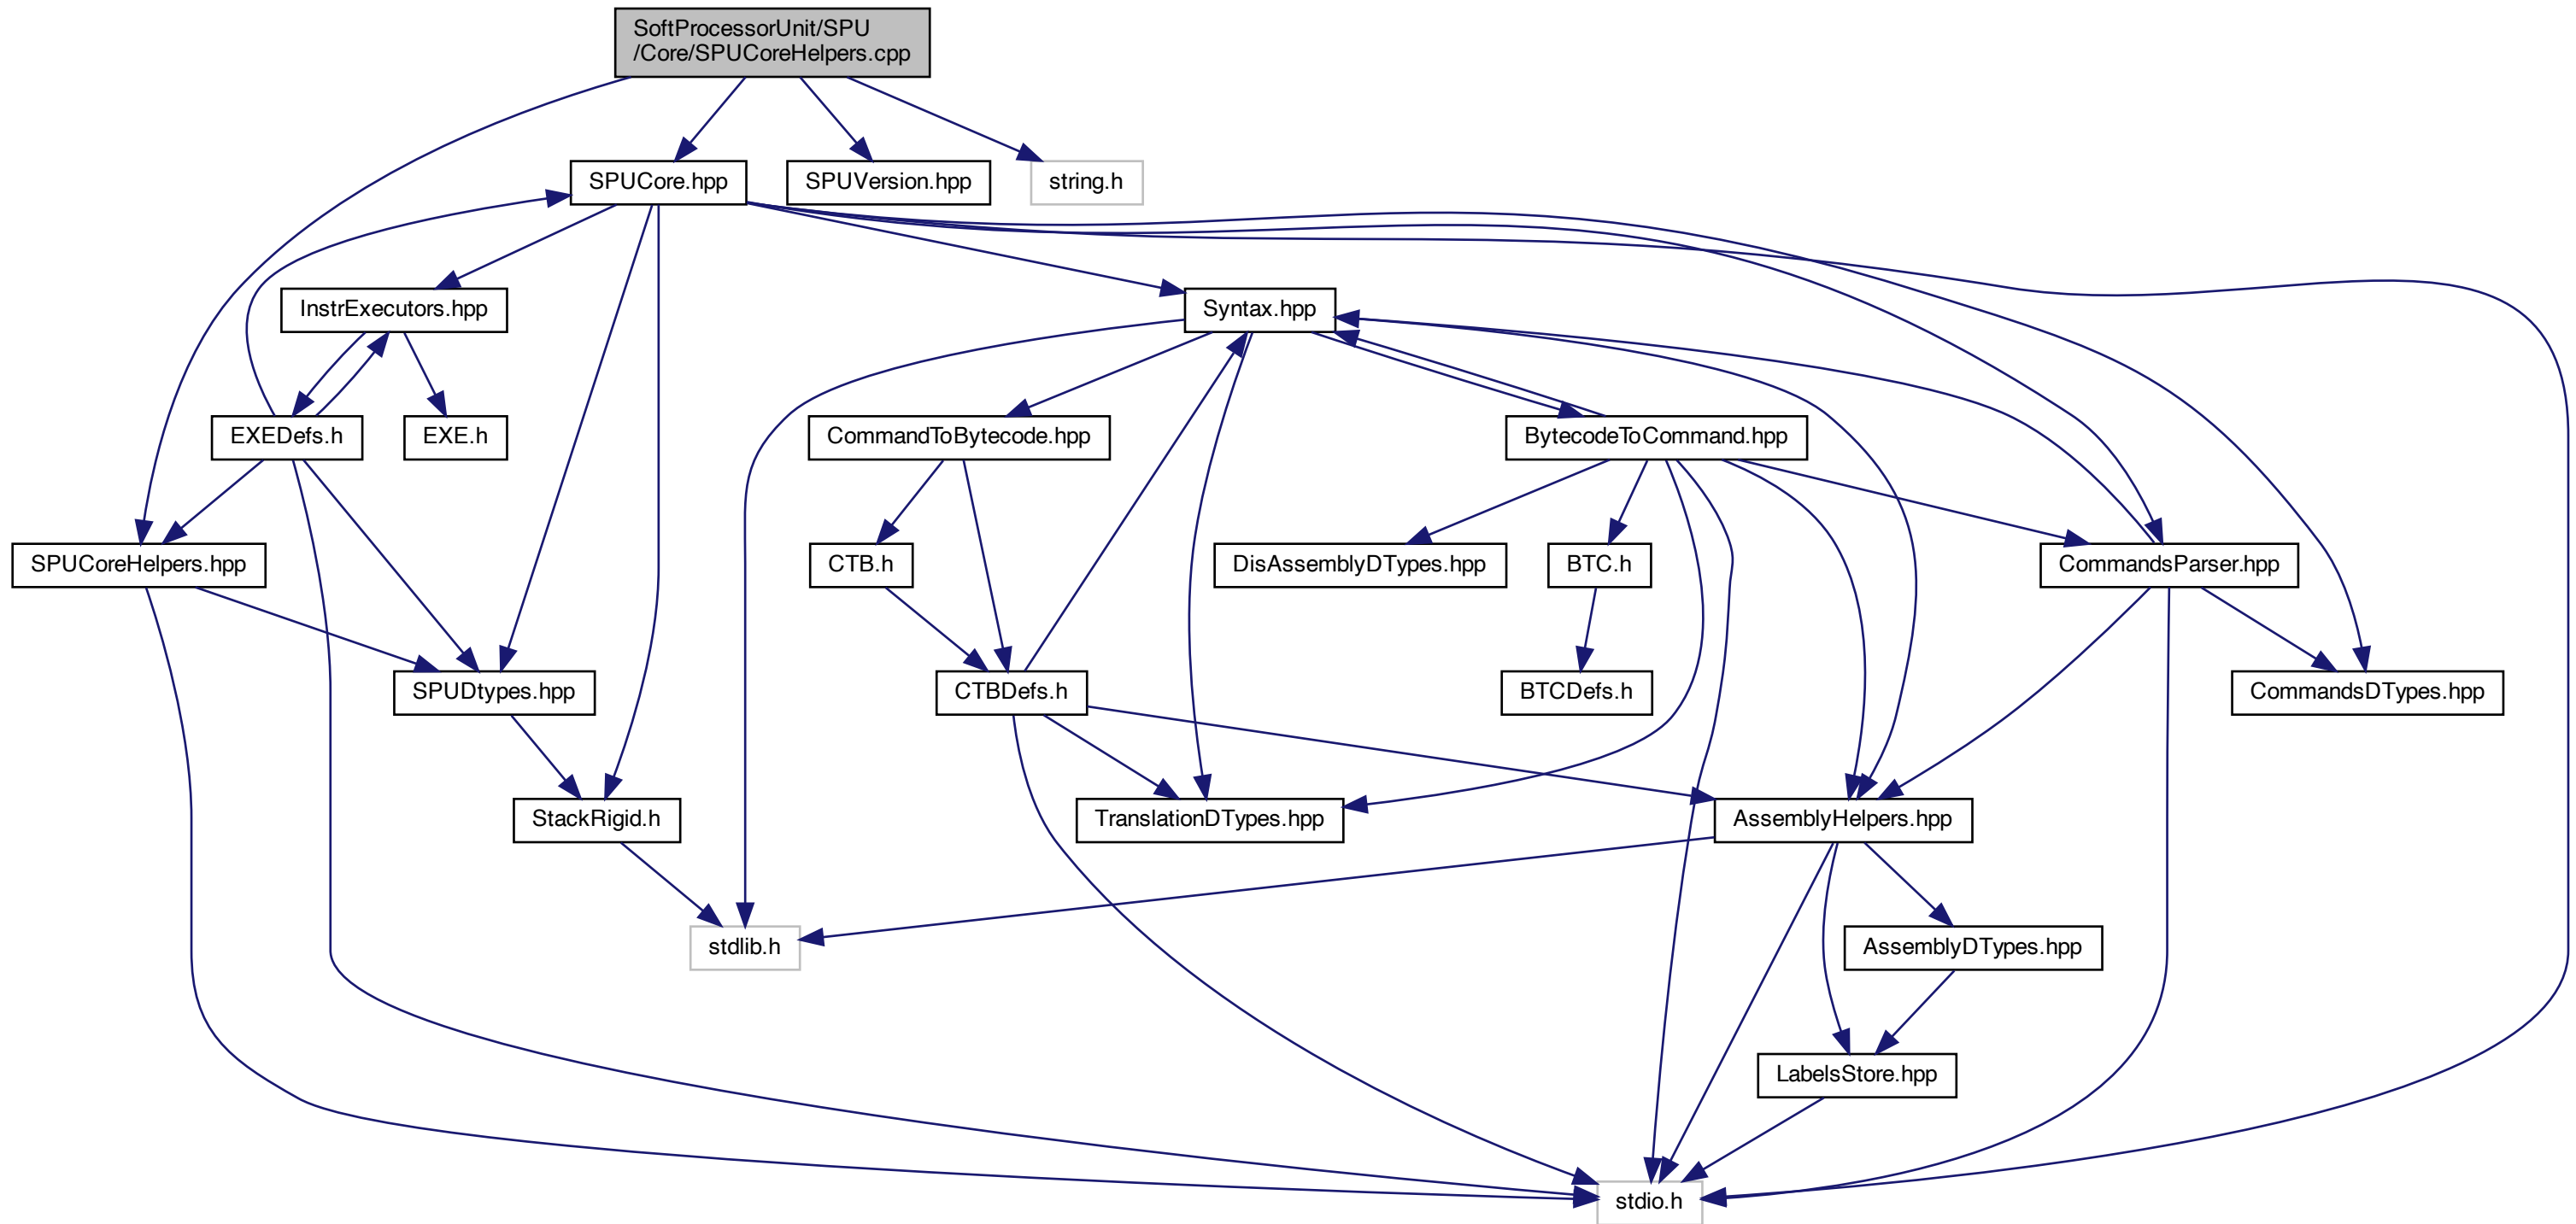 SoftProcessorUnit/SPU
/Core/SPUCoreHelpers.cpp
SPUCore.hpp
SPUVersion.hpp
string.h
InstrExecutors.hpp
Syntax.hpp
EXEDefs.h
EXE.h
CommandToBytecode.hpp
BytecodeToCommand.hpp
SPUCoreHelpers.hpp
CTB.h
DisAssemblyDTypes.hpp
BTC.h
CommandsParser.hpp
SPUDtypes.hpp
CTBDefs.h
BTCDefs.h
CommandsDTypes.hpp
StackRigid.h
TranslationDTypes.hpp
AssemblyHelpers.hpp
stdlib.h
AssemblyDTypes.hpp
LabelsStore.hpp
stdio.h